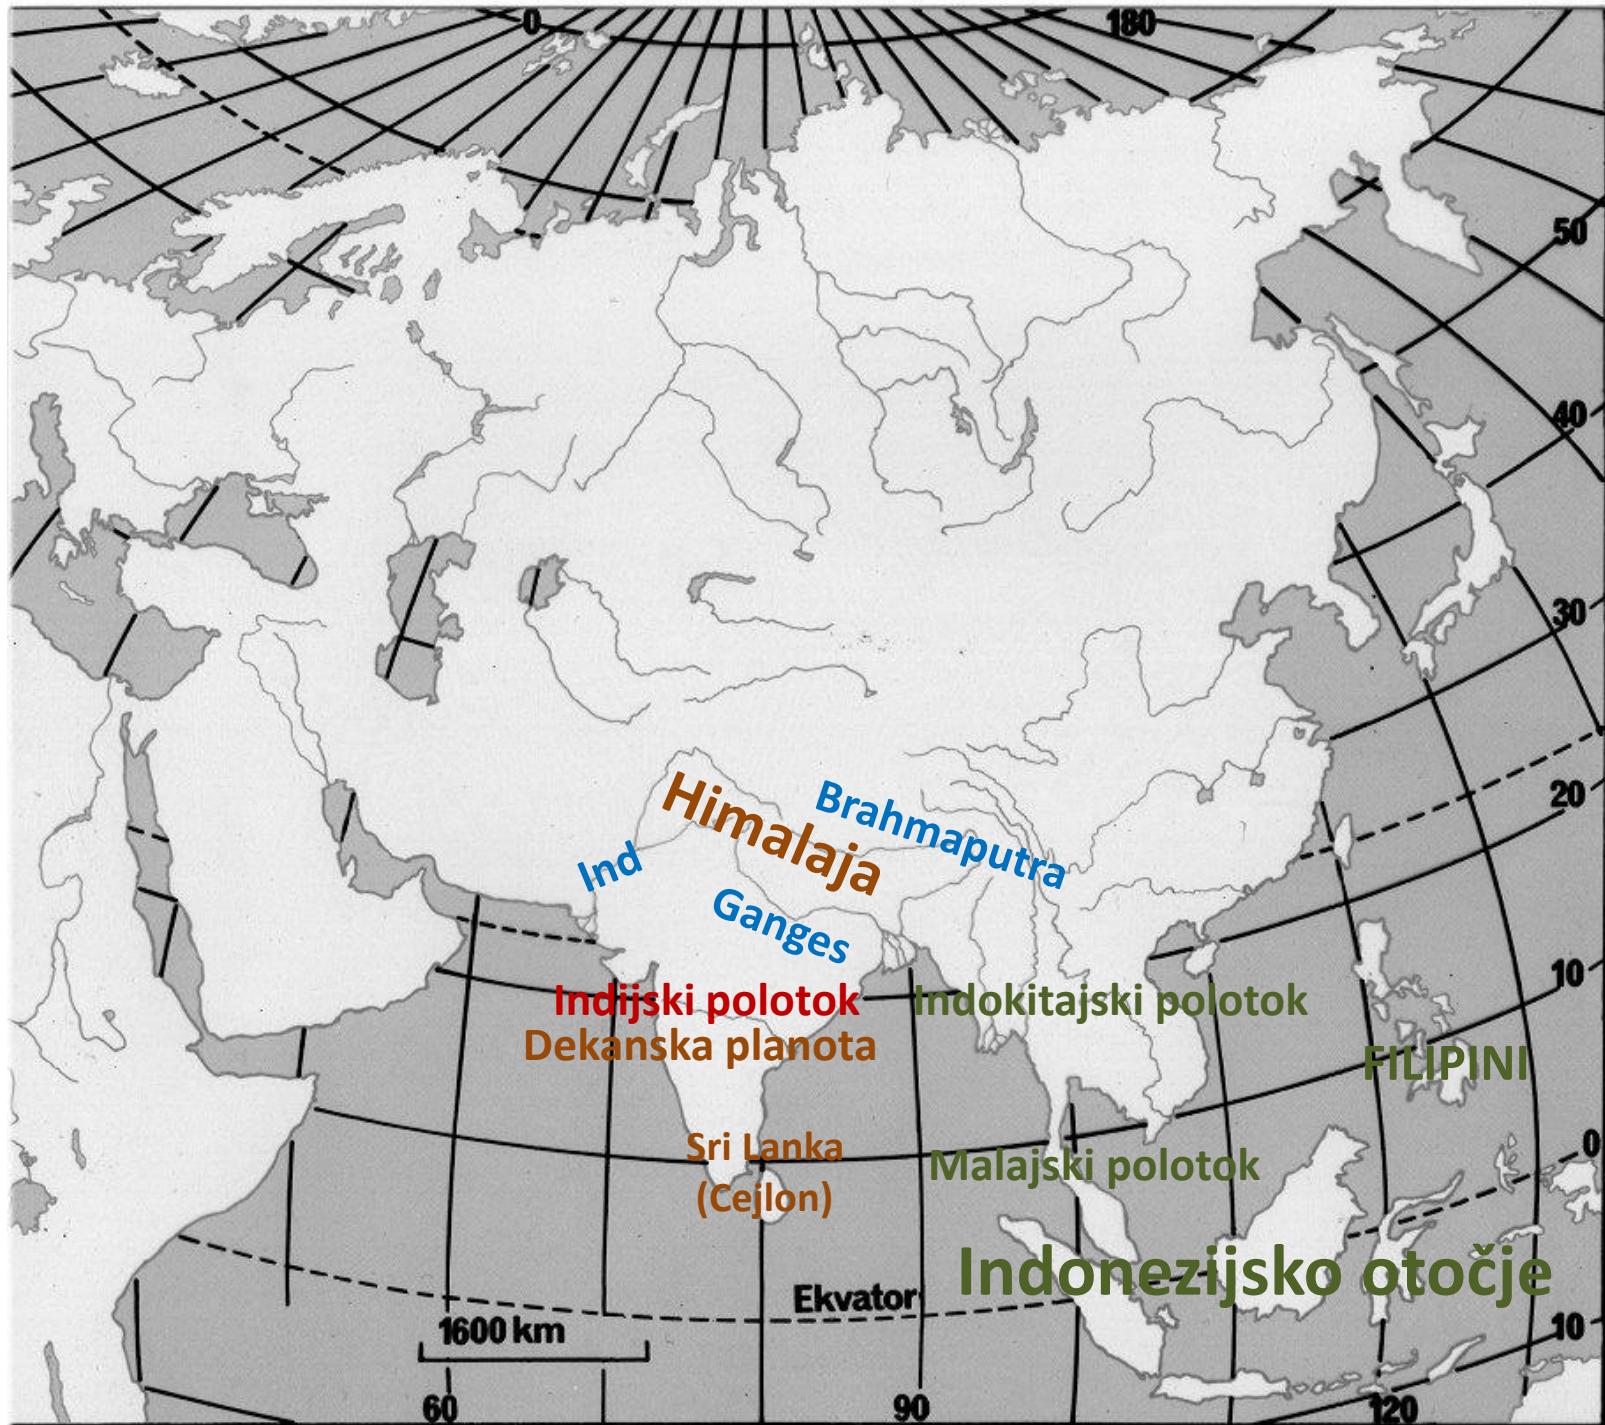 0
180
50
40
30
20
Himalaja
Brahmaputra
Ind
Ganges
10
Indijski polotok
Indokitajski polotok
Dekanska planota
FILIPINI
0
Sri Lanka
(Cejlon)
Malajski polotok
Indonezijsko otočje
Ekvator
1600 km
10
60
90
120